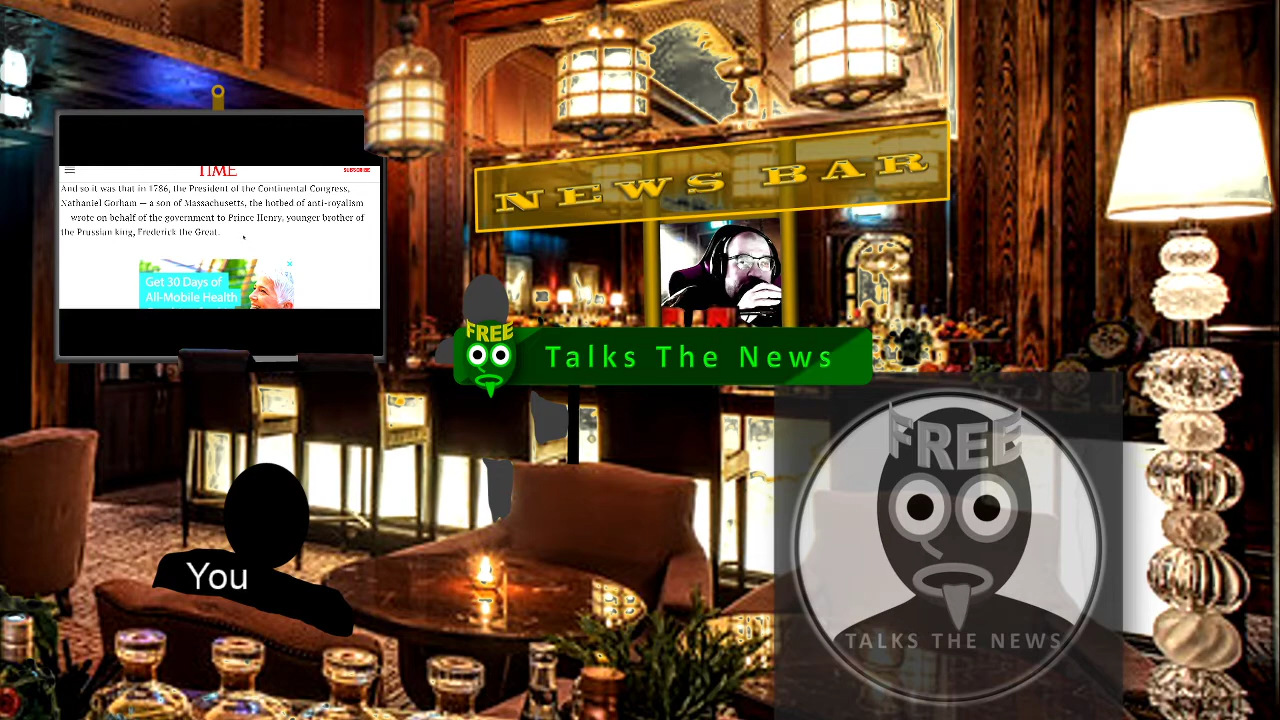 TIME
SUBSCRIBE
And so it was that in 1786, the President of the Continental Congress,
Nathaniel Gorham — a son of Massachusetts, the hotbed of anti-royalism
wrote on behalf of the government to Prince Henry, younger brother of
the Prussian king, Frederick the Great.
Get 30 Days of
All-Mobile Health
NEWS BAR
FREE
Talks The News
You
FREE
TALKS THE NEWS